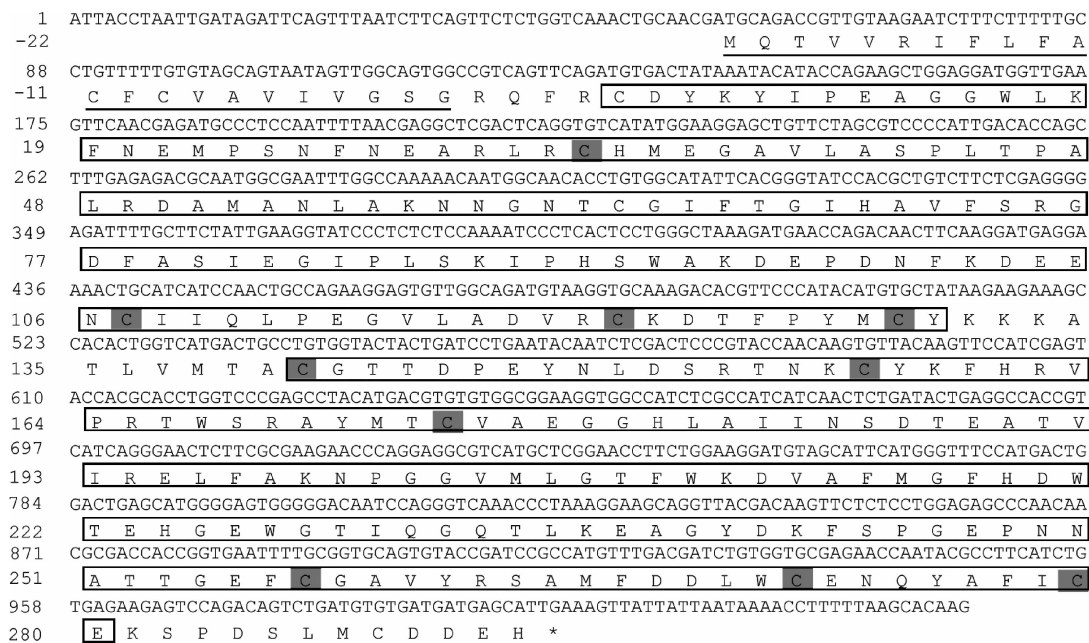 1 ATTACCTAATTGATAGATTCAGTTTAATCTTCAGTTCTCTGGTCAAACTGCAACGATGCAGACCGTTGTAAGAATCTTTCTTTTTGC
-22 M Q T V V R I F L F A
88 CTGTTTTTGTGTAGCAGTAATAGTTGGCAGTGGCCGTCAGTTCAGATGTGACTATAAATACATACCAGAAGCTGGAGGATGGTTGAA
-11 C F C V A V I V G S G R Q F R C D Y K Y I P E A G G W L K
175 GTTCAACGAGATGCCCTCCAATTTTAACGAGGCTCGACTCAGGTGTCATATGGAAGGAGCTGTTCTAGCGTCCCCATTGACACCAGC
19 F N E M P S N F N E A R L R C H M E G A V L A S P L T P A
262 TTTGAGAGACGCAATGGCGAATTTGGCCAAAAACAATGGCAACACCTGTGGCATATTCACGGGTATCCACGCTGTCTTCTCGAGGGG
48 L R D A M A N L A K N N G N T C G I F T G I H A V F S R G
349 AGATTTTGCTTCTATTGAAGGTATCCCTCTCTCCAAAATCCCTCACTCCTGGGCTAAAGATGAACCAGACAACTTCAAGGATGAGGA
77 D F A S I E G I P L S K I P H S W A K D E P D N F K D E E
436 AAACTGCATCATCCAACTGCCAGAAGGAGTGTTGGCAGATGTAAGGTGCAAAGACACGTTCCCATACATGTGCTATAAGAAGAAAGC
106 N C I I Q L P E G V L A D V R C K D T F P Y M C Y K K K A
523 CACACTGGTCATGACTGCCTGTGGTACTACTGATCCTGAATACAATCTCGACTCCCGTACCAACAAGTGTTACAAGTTCCATCGAGT
135 T L V M T A C G T T D P E Y N L D S R T N K C Y K F H R V
610 ACCACGCACCTGGTCCCGAGCCTACATGACGTGTGTGGCGGAAGGTGGCCATCTCGCCATCATCAACTCTGATACTGAGGCCACCGT
164 P R T W S R A Y M T C V A E G G H L A I I N S D T E A T V
697 CATCAGGGAACTCTTCGCGAAGAACCCAGGAGGCGTCATGCTCGGAACCTTCTGGAAGGATGTAGCATTCATGGGTTTCCATGACTG
193 I R E L F A K N P G G V M L G T F W K D V A F M G F H D W
784 GACTGAGCATGGGGAGTGGGGGACAATCCAGGGTCAAACCCTAAAGGAAGCAGGTTACGACAAGTTCTCTCCTGGAGAGCCCAACAA
222 T E H G E W G T I Q G Q T L K E A G Y D K F S P G E P N N
871 CGCGACCACCGGTGAATTTTGCGGTGCAGTGTACCGATCCGCCATGTTTGACGATCTGTGGTGCGAGAACCAATACGCCTTCATCTG
251 A T T G E F C G A V Y R S A M F D D L W C E N Q Y A F I C
958 TGAGAAGAGTCCAGACAGTCTGATGTGTGATGATGAGCATTGAAAGTTATTATTAATAAAACCTTTTTAAGCACAAG
280 E K S P D S L M C D D E H *